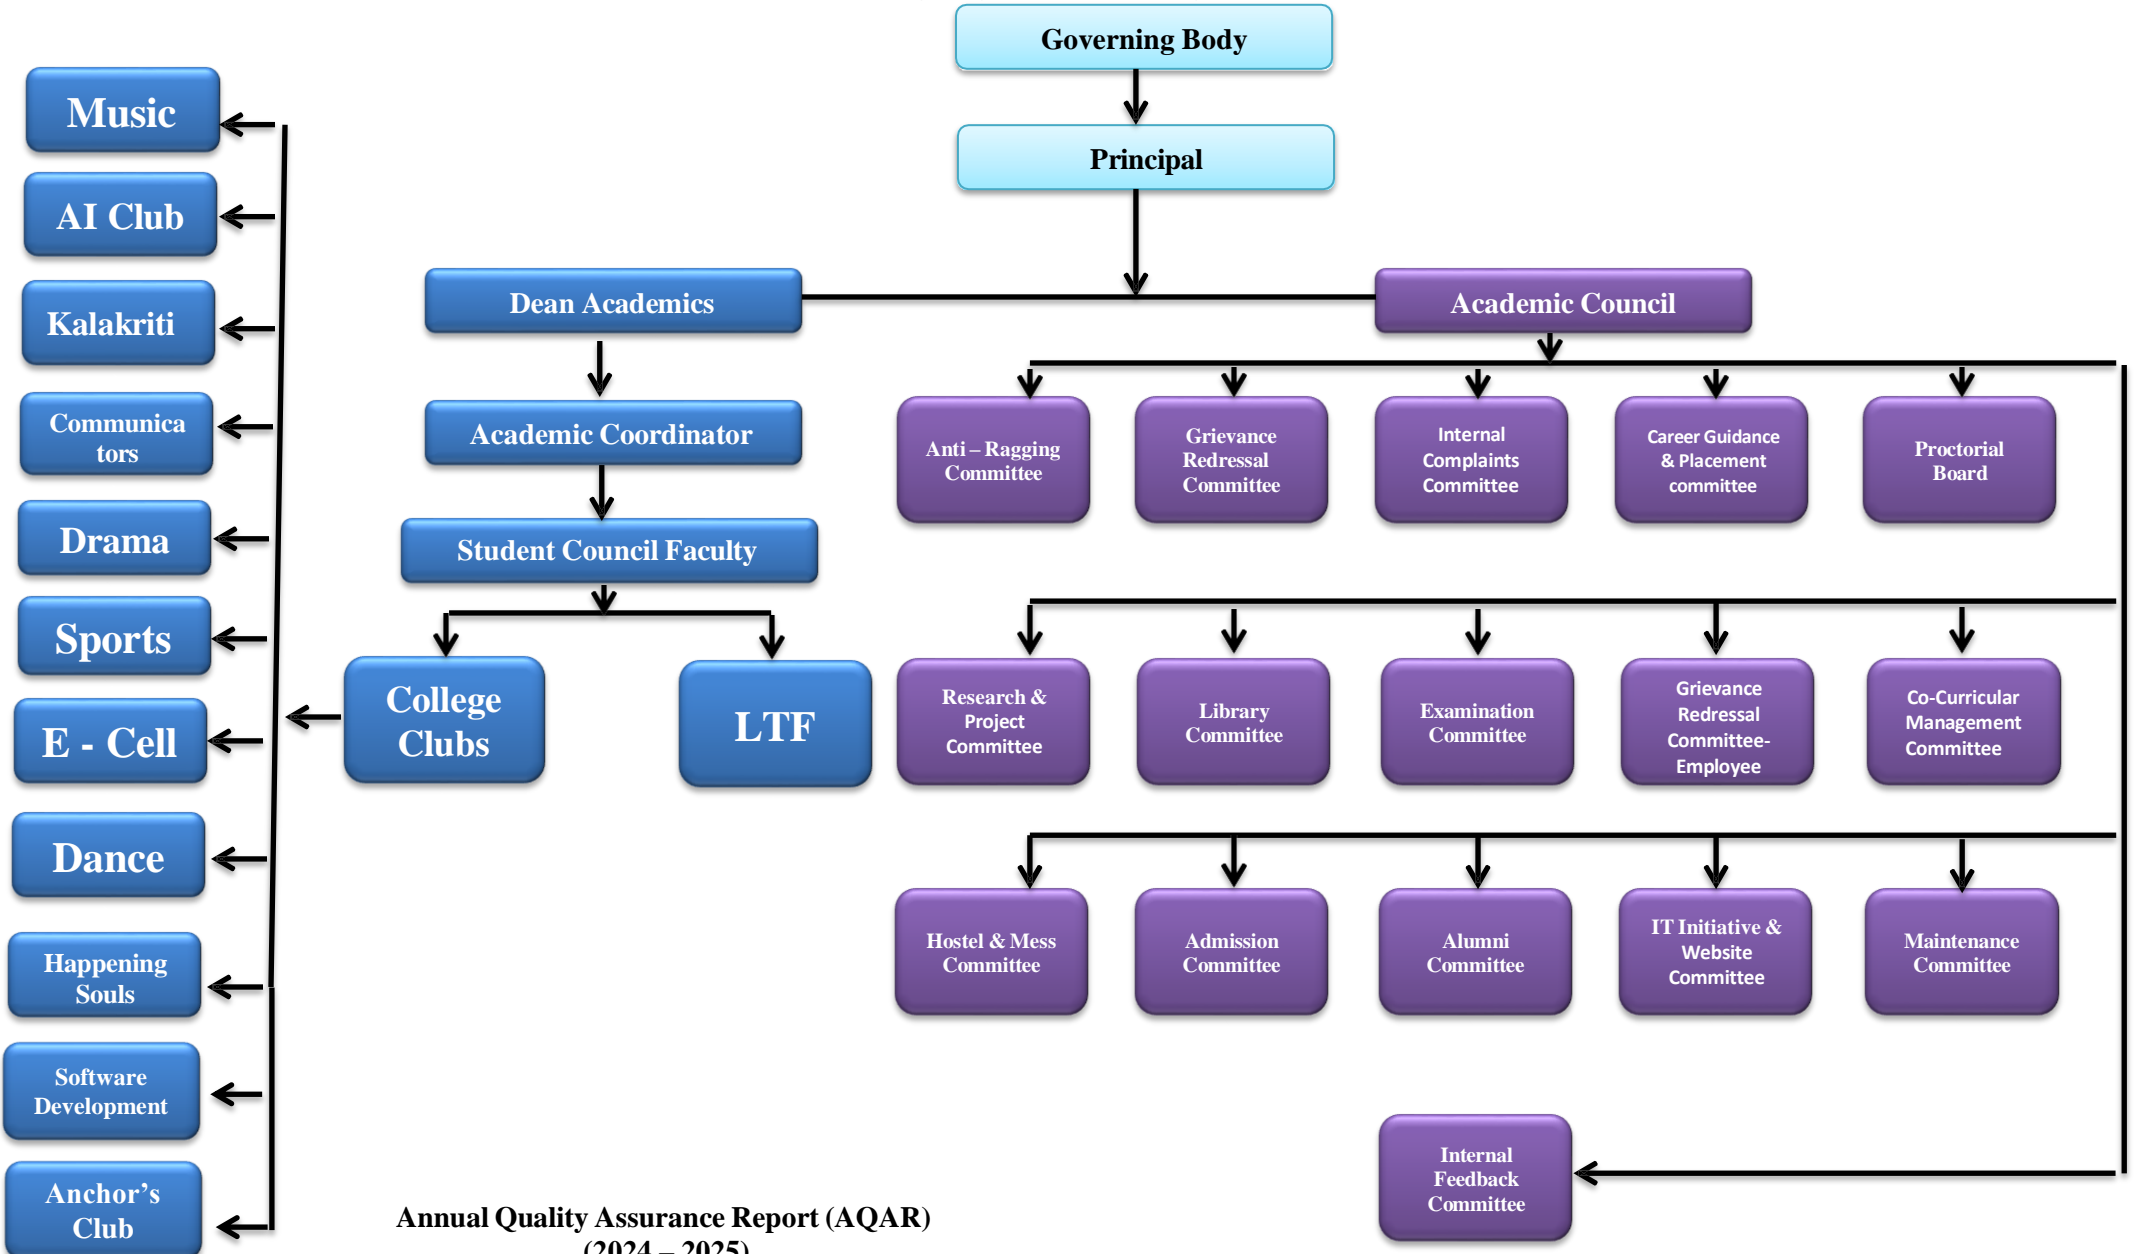 Governing Body
Principal
Dean Academics
Academic Council
Academic Coordinator
Student Council Faculty
College
Clubs
LTF
Music
AI Club
Kalakriti
Communica
tors
Drama
Sports
E - Cell
Dance
Happening
Souls
Software
Development
Anchor’s
Club
Anti – Ragging
Committee
Grievance
Redressal
Committee
Internal
Complaints
Committee
Career Guidance
& Placement
committee
Proctorial
Board
Research &
Project
Committee
Library
Committee
Examination
Committee
Grievance
Redressal
Committee-
Employee
Co-Curricular
Management
Committee
Hostel & Mess
Committee
Admission
Committee
Alumni
Committee
IT Initiative &
Website
Committee
Maintenance
Committee
Internal
Feedback
Committee
Annual Quality Assurance Report (AQAR)
(2024 – 2025)